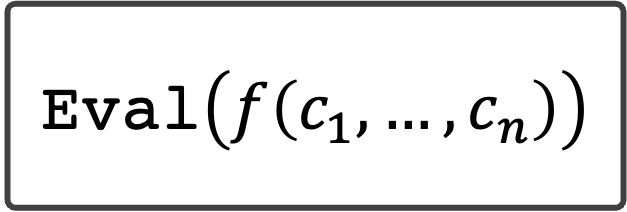 Eval(f(c₁, … , cₙ))